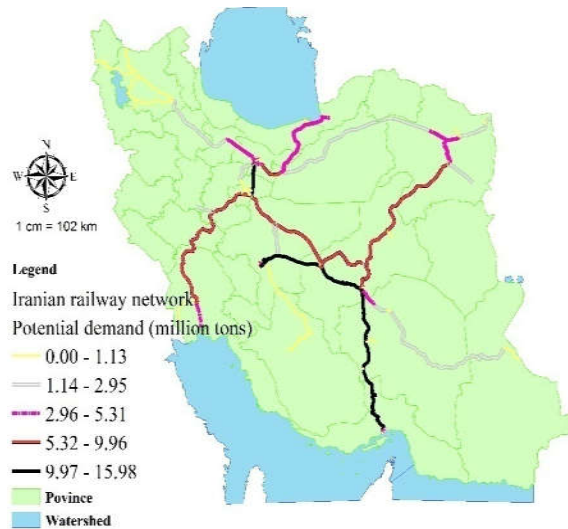 N
W E
S
1 cm = 102 km
Legend
Iranian railway network
Potential demand (million tons)
0.00 - 1.13
1.14 - 2.95
2.96 - 5.31
5.32 - 9.96
9.97 - 15.98
Povince
Watershed